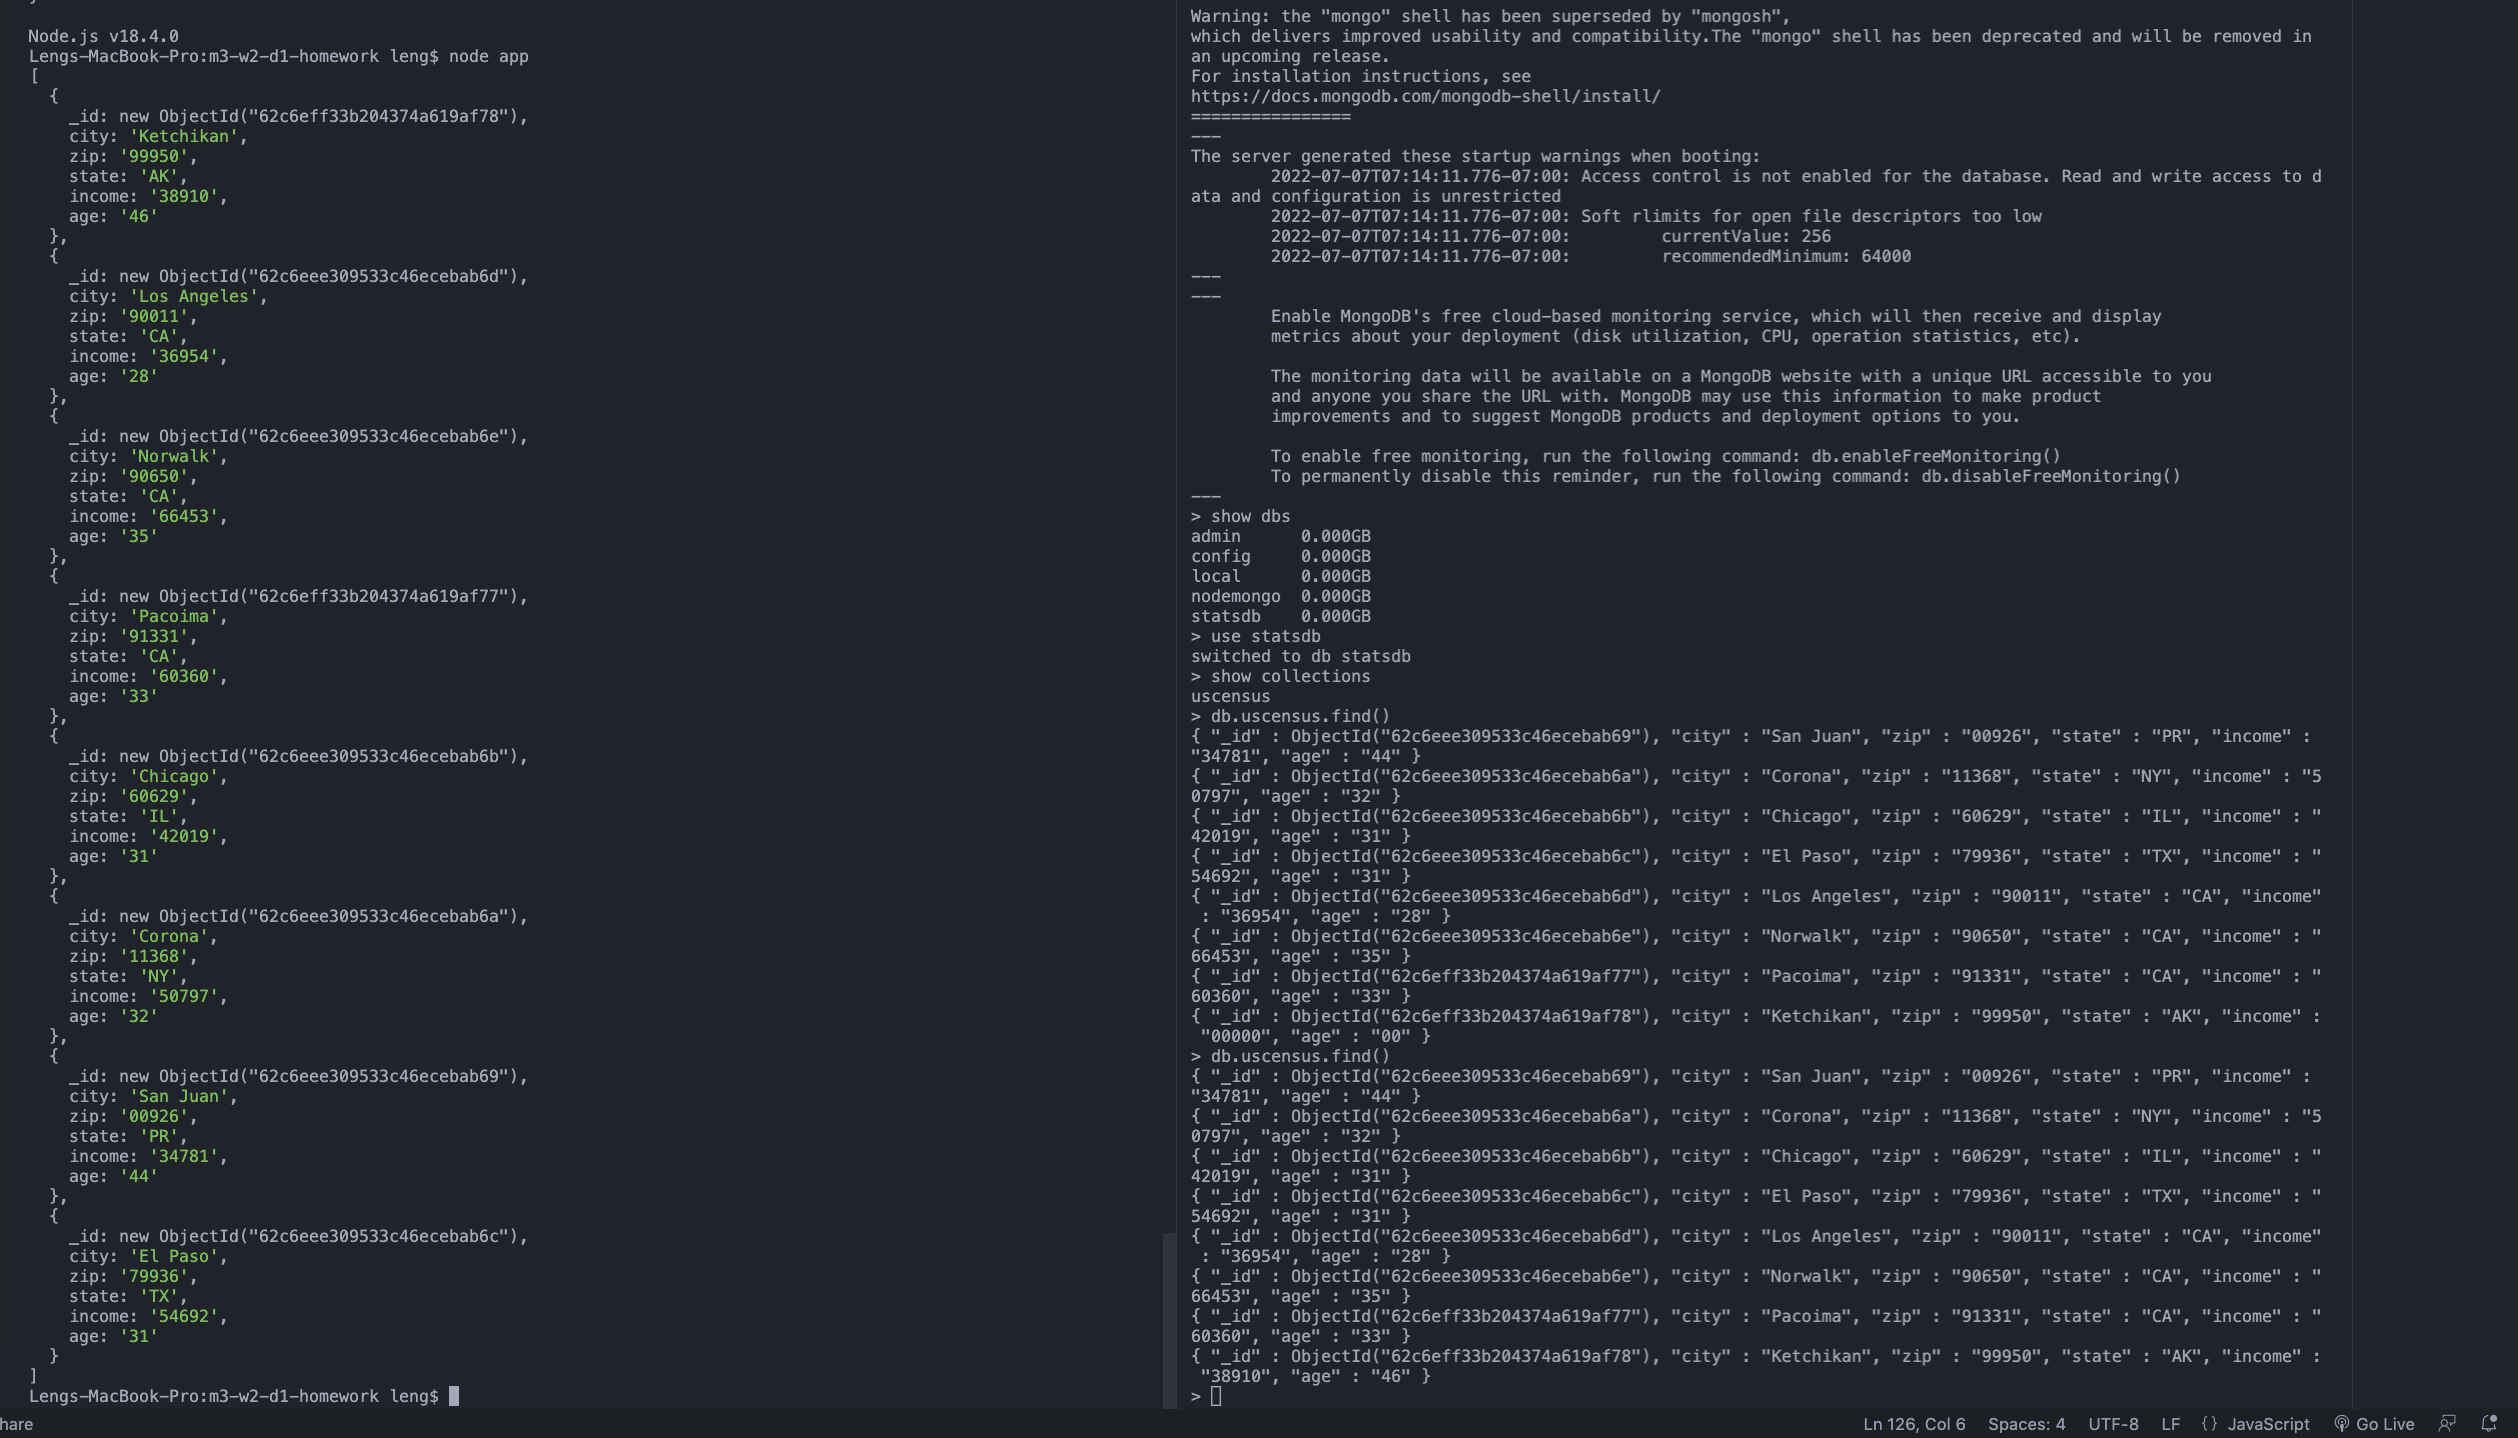 }
Node.js v18.4.0
Lengs-MacBook-Pro:m3-w2-d1-homework leng$ node app
[
  {
    _id: new ObjectId("62c6eff33b204374a619af78"),
    city: 'Ketchikan',
    zip: '99950',
    state: 'AK',
    income: '38910',
    age: '46'
  },
  {
    _id: new ObjectId("62c6eee309533c46ecebab6d"),
    city: 'Los Angeles',
    zip: '90011',
    state: 'CA',
    income: '36954',
    age: '28'
  },
  {
    _id: new ObjectId("62c6eee309533c46ecebab6e"),
    city: 'Norwalk',
    zip: '90650',
    state: 'CA',
    income: '66453',
    age: '35'
  },
  {
    _id: new ObjectId("62c6eff33b204374a619af77"),
    city: 'Pacoima',
    zip: '91331',
    state: 'CA',
    income: '60360',
    age: '33'
  },
  {
    _id: new ObjectId("62c6eee309533c46ecebab6b"),
    city: 'Chicago',
    zip: '60629',
    state: 'IL',
    income: '42019',
    age: '31'
  },
  {
    _id: new ObjectId("62c6eee309533c46ecebab6a"),
    city: 'Corona',
    zip: '11368',
    state: 'NY',
    income: '50797',
    age: '32'
  },
  {
    _id: new ObjectId("62c6eee309533c46ecebab69"),
    city: 'San Juan',
    zip: '00926',
    state: 'PR',
    income: '34781',
    age: '44'
  },
  {
    _id: new ObjectId("62c6eee309533c46ecebab6c"),
    city: 'El Paso',
    zip: '79936',
    state: 'TX',
    income: '54692',
    age: '31'
  }
]
Lengs-MacBook-Pro:m3-w2-d1-homework leng$
Warning: the "mongo" shell has been superseded by "mongosh",
which delivers improved usability and compatibility.The "mongo" shell has been deprecated and will be removed in
an upcoming release.
For installation instructions, see
https://docs.mongodb.com/mongodb-shell/install/
================
---
The server generated these startup warnings when booting:
        2022-07-07T07:14:11.776-07:00: Access control is not enabled for the database. Read and write access to d
ata and configuration is unrestricted
        2022-07-07T07:14:11.776-07:00: Soft rlimits for open file descriptors too low
        2022-07-07T07:14:11.776-07:00:         currentValue: 256
        2022-07-07T07:14:11.776-07:00:         recommendedMinimum: 64000
---
---
        Enable MongoDB's free cloud-based monitoring service, which will then receive and display
        metrics about your deployment (disk utilization, CPU, operation statistics, etc).
        The monitoring data will be available on a MongoDB website with a unique URL accessible to you
        and anyone you share the URL with. MongoDB may use this information to make product
        improvements and to suggest MongoDB products and deployment options to you.
        To enable free monitoring, run the following command: db.enableFreeMonitoring()
        To permanently disable this reminder, run the following command: db.disableFreeMonitoring()
---
> show dbs
admin      0.000GB
config     0.000GB
local      0.000GB
nodemongo  0.000GB
statsdb    0.000GB
> use statsdb
switched to db statsdb
> show collections
uscensus
> db.uscensus.find()
{ "_id" : ObjectId("62c6eee309533c46ecebab69"), "city" : "San Juan", "zip" : "00926", "state" : "PR", "income" :
"34781", "age" : "44" }
{ "_id" : ObjectId("62c6eee309533c46ecebab6a"), "city" : "Corona", "zip" : "11368", "state" : "NY", "income" : "5
0797", "age" : "32" }
{ "_id" : ObjectId("62c6eee309533c46ecebab6b"), "city" : "Chicago", "zip" : "60629", "state" : "IL", "income" : "
42019", "age" : "31" }
{ "_id" : ObjectId("62c6eee309533c46ecebab6c"), "city" : "El Paso", "zip" : "79936", "state" : "TX", "income" : "
54692", "age" : "31" }
{ "_id" : ObjectId("62c6eee309533c46ecebab6d"), "city" : "Los Angeles", "zip" : "90011", "state" : "CA", "income"
 : "36954", "age" : "28" }
{ "_id" : ObjectId("62c6eee309533c46ecebab6e"), "city" : "Norwalk", "zip" : "90650", "state" : "CA", "income" : "
66453", "age" : "35" }
{ "_id" : ObjectId("62c6eff33b204374a619af77"), "city" : "Pacoima", "zip" : "91331", "state" : "CA", "income" : "
60360", "age" : "33" }
{ "_id" : ObjectId("62c6eff33b204374a619af78"), "city" : "Ketchikan", "zip" : "99950", "state" : "AK", "income" :
 "00000", "age" : "00" }
> db.uscensus.find()
{ "_id" : ObjectId("62c6eee309533c46ecebab69"), "city" : "San Juan", "zip" : "00926", "state" : "PR", "income" :
"34781", "age" : "44" }
{ "_id" : ObjectId("62c6eee309533c46ecebab6a"), "city" : "Corona", "zip" : "11368", "state" : "NY", "income" : "5
0797", "age" : "32" }
{ "_id" : ObjectId("62c6eee309533c46ecebab6b"), "city" : "Chicago", "zip" : "60629", "state" : "IL", "income" : "
42019", "age" : "31" }
{ "_id" : ObjectId("62c6eee309533c46ecebab6c"), "city" : "El Paso", "zip" : "79936", "state" : "TX", "income" : "
54692", "age" : "31" }
{ "_id" : ObjectId("62c6eee309533c46ecebab6d"), "city" : "Los Angeles", "zip" : "90011", "state" : "CA", "income"
 : "36954", "age" : "28" }
{ "_id" : ObjectId("62c6eee309533c46ecebab6e"), "city" : "Norwalk", "zip" : "90650", "state" : "CA", "income" : "
66453", "age" : "35" }
{ "_id" : ObjectId("62c6eff33b204374a619af77"), "city" : "Pacoima", "zip" : "91331", "state" : "CA", "income" : "
60360", "age" : "33" }
{ "_id" : ObjectId("62c6eff33b204374a619af78"), "city" : "Ketchikan", "zip" : "99950", "state" : "AK", "income" :
 "38910", "age" : "46" }
>
hare Ln 126, Col 6 Spaces: 4 UTF-8 LF {} JavaScript Go Live